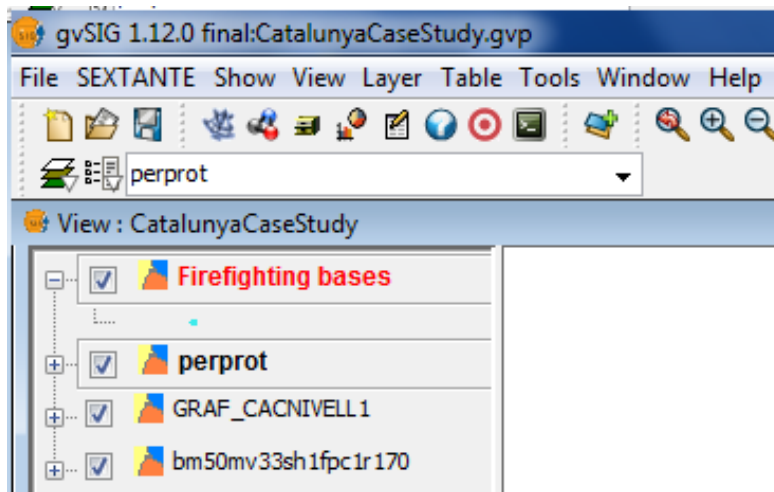 gvSIG 1.12.0 final:CatalunyaCaseStudy.gvp
File SEXTANTE Show View Layer Table Tools Window Help
perprot
View : CatalunyaCaseStudy
Firefighting bases
perprot
GRAF_CACNIVELL1
bm50mv33sh1fpc1r170